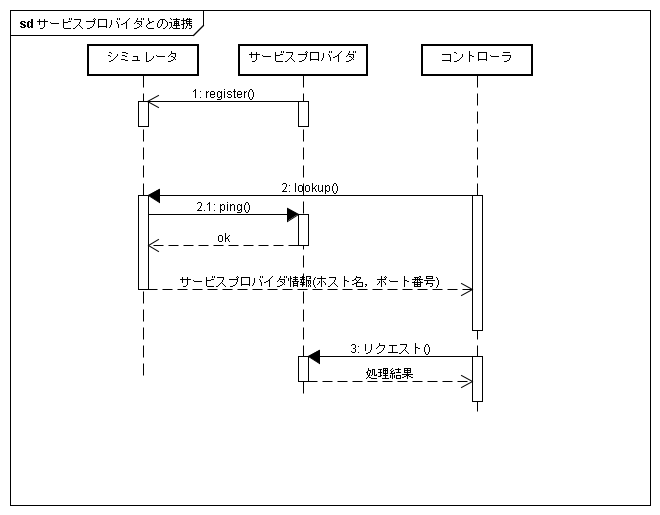 sd サービスプロバイダとの連携
シミュレータ
サービスプロバイダ
コントローラ
1: register()
2: lookup()
2.1: ping()
ok
サービスプロバイダ情報(ホスト名，ポート番号)
3: リクエスト()
処理結果